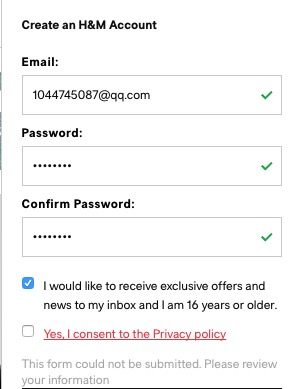 Create an H&M Account
Email:
1044745087@qq.com
Password:
••••••••
Confirm Password:
••••••••
I would like to receive exclusive offers and
news to my inbox and I am 16 years or older.
Yes, I consent to the Privacy policy
This form could not be submitted. Please review
your information